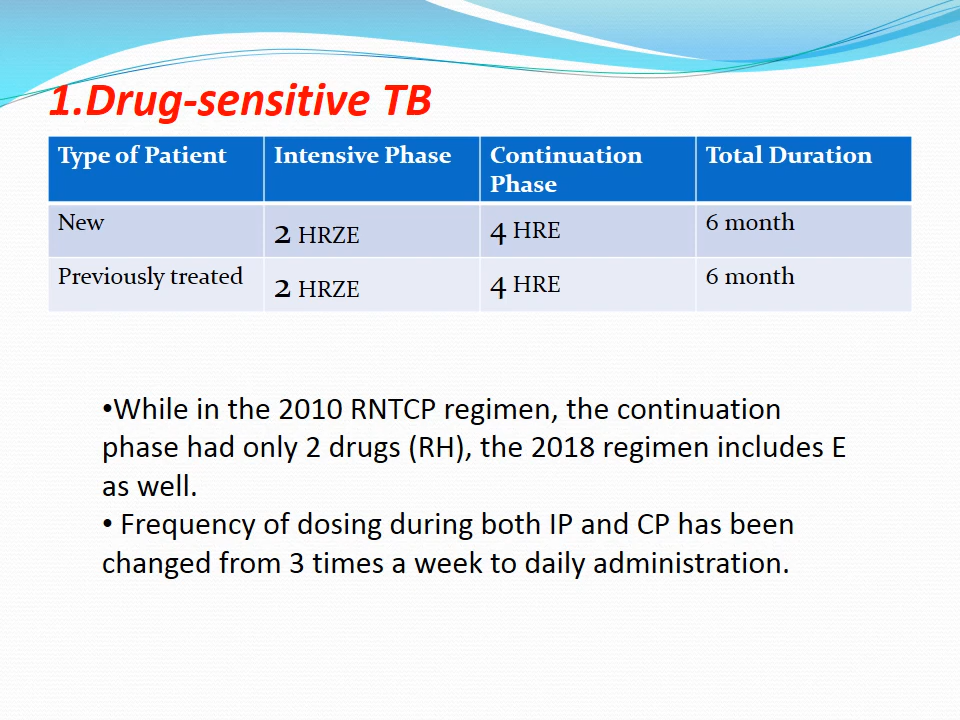 1.Drug-sensitive TB
Type of Patient Intensive Phase Continuation Phase Total Duration
New 2 HRZE 4 HRE 6 month
Previously treated 2 HRZE 4 HRE 6 month
•While in the 2010 RNTCP regimen, the continuation
phase had only 2 drugs (RH), the 2018 regimen includes E
as well.
• Frequency of dosing during both IP and CP has been
changed from 3 times a week to daily administration.